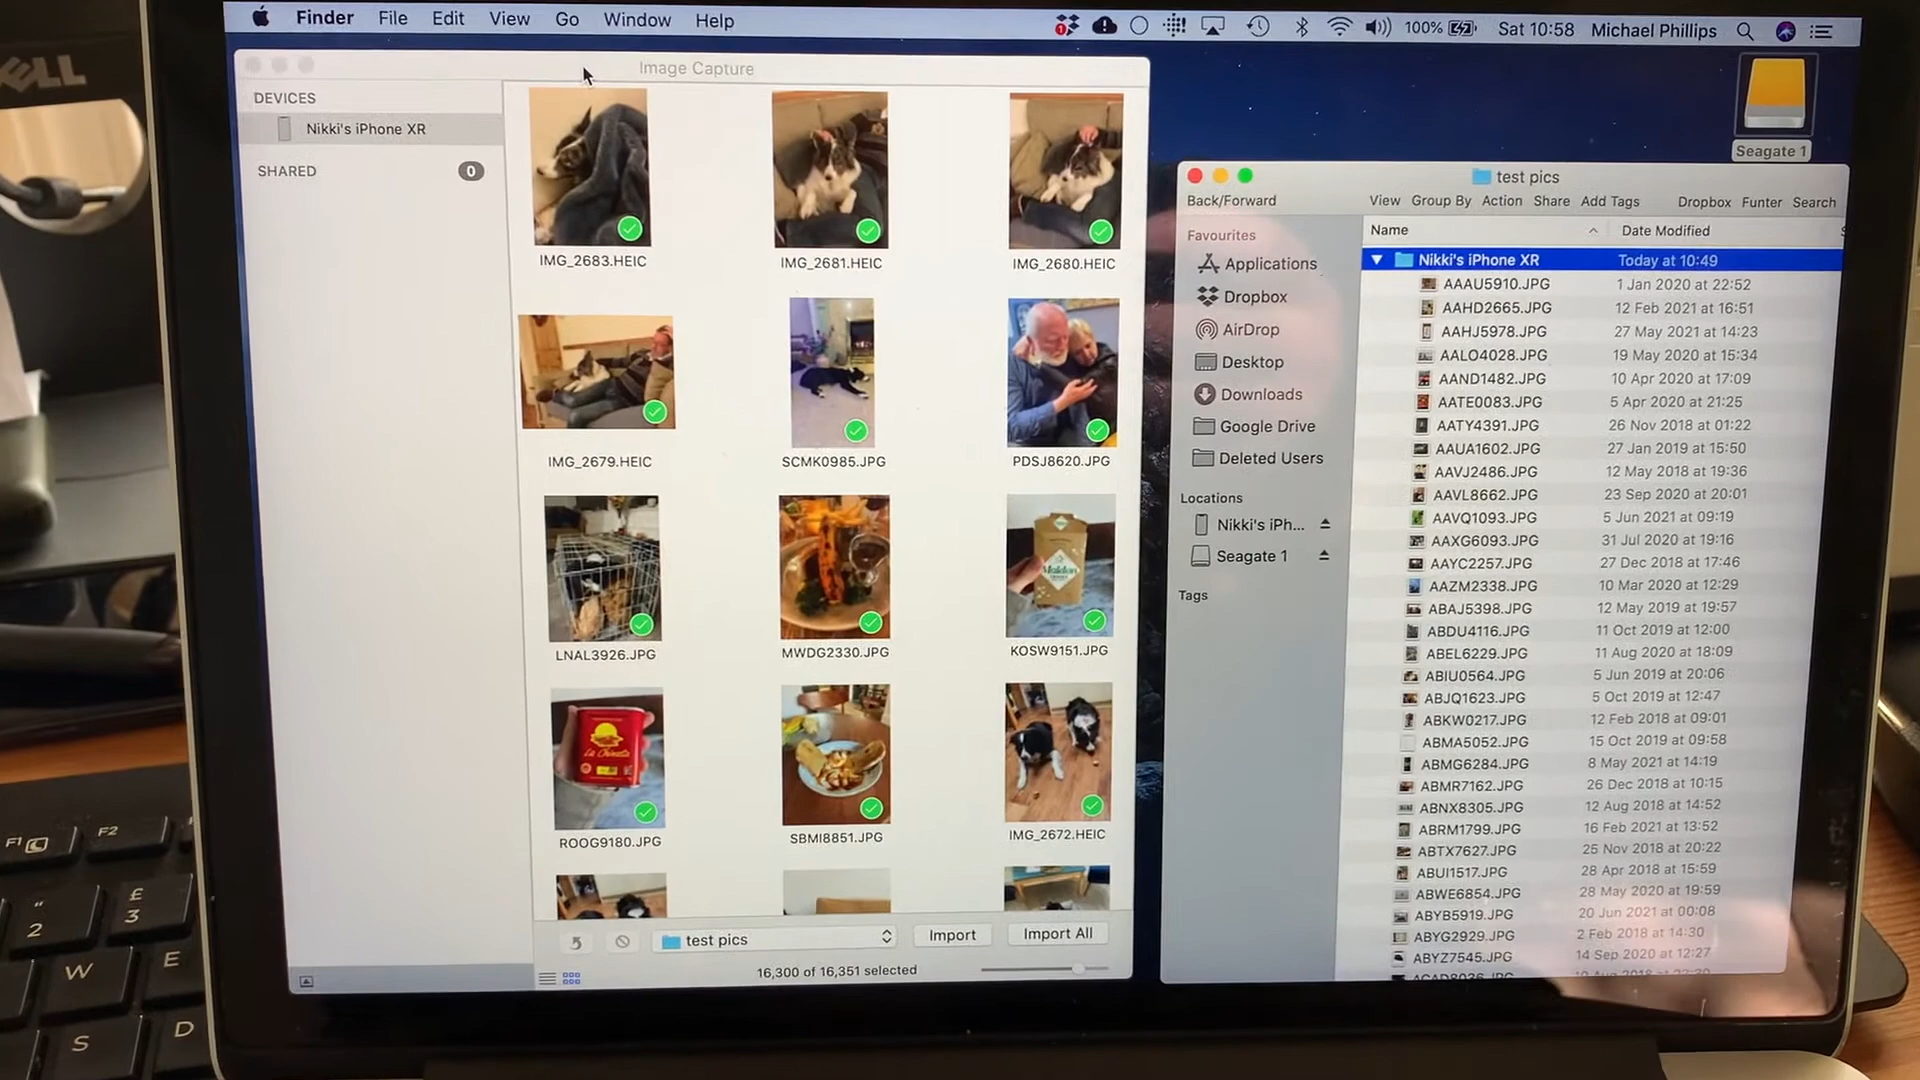 DELL
Finder File Edit View Go Window Help
1
100% Sat 10:58 Michael Phillips
Image Capture
DEVICES
Nikki's iPhone XR
SHARED 0
IMG_2683.HEIC IMG_2681.HEIC IMG_2680.HEIC
IMG_2679.HEIC SCMK0985.JPG PDSJ8620.JPG
Maldon
LNAL3926.JPG MWDG2330.JPG KOSW9151.JPG
La Chinata
ROOG9180.JPG SBMI8851.JPG IMG_2672.HEIC
test pics Import Import All
16,300 of 16,351 selected
Seagate 1
test pics
Back/Forward View Group By Action Share Add Tags Dropbox Funter Search
Favourites
Applications
Dropbox
AirDrop
Desktop
Downloads
Google Drive
Deleted Users
Locations
Nikki's iPh...
Seagate 1
Tags
Name Date Modified
Nikki's iPhone XR Today at 10:49
AAAU5910.JPG 1 Jan 2020 at 22:52
AAHD2665.JPG 12 Feb 2021 at 16:51
AAHJ5978.JPG 27 May 2021 at 14:23
AALO4028.JPG 19 May 2020 at 15:34
AAND1482.JPG 10 Apr 2020 at 17:09
AATE0083.JPG 5 Apr 2020 at 21:25
AATY4391.JPG 26 Nov 2018 at 01:22
AAUA1602.JPG 27 Jan 2019 at 15:50
AAVJ2486.JPG 12 May 2018 at 19:36
AAVL8662.JPG 23 Sep 2020 at 20:01
AAVQ1093.JPG 5 Jun 2021 at 09:19
AAXG6093.JPG 31 Jul 2020 at 19:16
AAYC2257.JPG 27 Dec 2018 at 17:46
AAZM2338.JPG 10 Mar 2020 at 12:29
ABAJ5398.JPG 12 May 2019 at 19:57
ABDU4116.JPG 11 Oct 2019 at 12:00
ABEL6229.JPG 11 Aug 2020 at 18:09
ABIU0564.JPG 5 Jun 2019 at 20:06
ABJQ1623.JPG 5 Oct 2019 at 12:47
ABKW0217.JPG 12 Feb 2018 at 09:01
ABMA5052.JPG 15 Oct 2019 at 09:58
ABMG6284.JPG 8 May 2021 at 14:19
ABMR7162.JPG 26 Dec 2018 at 10:15
ABNX8305.JPG 12 Aug 2018 at 14:52
ABRM1799.JPG 16 Feb 2021 at 13:52
ABTX7627.JPG 25 Nov 2018 at 20:22
ABUI1517.JPG 28 Apr 2018 at 15:59
ABWE6854.JPG 28 May 2020 at 19:59
ABYB5919.JPG 20 Jun 2021 at 00:08
ABYG2929.JPG 2 Feb 2018 at 14:30
ABYZ7545.JPG 14 Sep 2020 at 12:27
F1 F2
" 2 £ 3
W E
S D